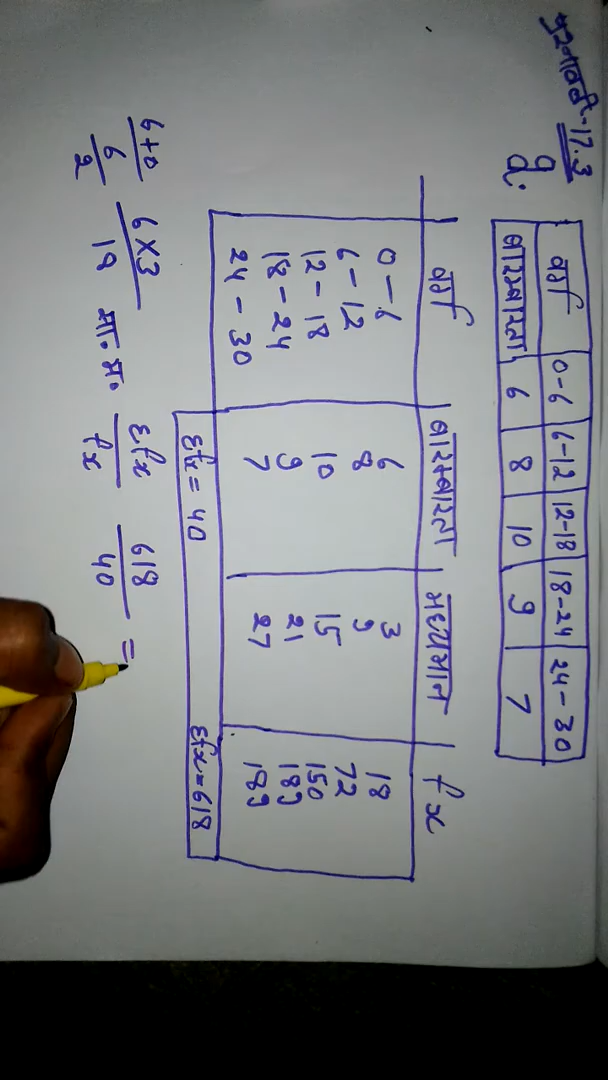 प्रश्नावली-17.3
Q.
वर्ग 0-6 6-12 12-18 18-24 24-30
बारम्बारता 6 8 10 9 7
वर्ग बारम्बारता मध्यमान fx
0-6 6 3 18
6-12 8 9 72
12-18 10 15 150
18-24 9 21 189
24-30 7 27 189
Σfx = 40 Σfx = 618
6+0 6×3 मा. म. Σfx 618 =
6 18 fx 40
2